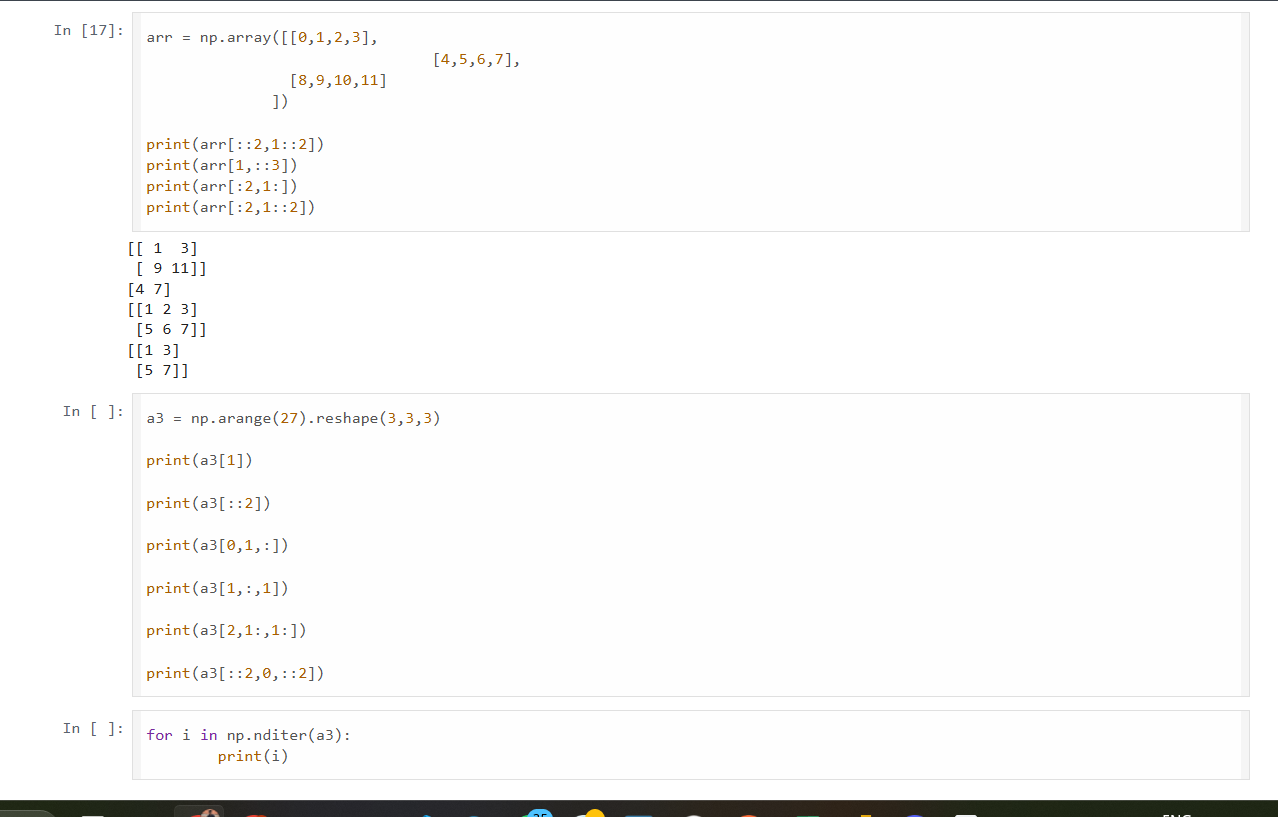 In [17]:
arr = np.array([[0,1,2,3],
[4,5,6,7],
[8,9,10,11]
])
print(arr[::2,1::2])
print(arr[1,::3])
print(arr[:2,1:])
print(arr[:2,1::2])
[[ 1  3]
 [ 9 11]]
[4 7]
[[1 2 3]
 [5 6 7]]
[[1 3]
 [5 7]]
In [ ]:
a3 = np.arange(27).reshape(3,3,3)
print(a3[1])
print(a3[::2])
print(a3[0,1,:])
print(a3[1,:,1])
print(a3[2,1:,1:])
print(a3[::2,0,::2])
In [ ]:
for i in np.nditer(a3):
print(i)